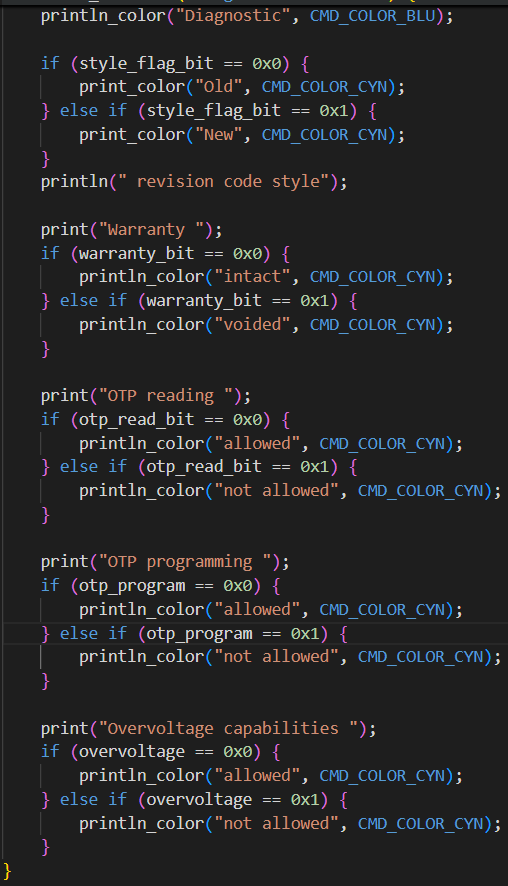 println_color("Diagnostic", CMD_COLOR_BLU);
if (style_flag_bit == 0x0) {
print_color("Old", CMD_COLOR_CYN);
} else if (style_flag_bit == 0x1) {
print_color("New", CMD_COLOR_CYN);
}
println(" revision code style");
print("Warranty ");
if (warranty_bit == 0x0) {
println_color("intact", CMD_COLOR_CYN);
} else if (warranty_bit == 0x1) {
println_color("voided", CMD_COLOR_CYN);
}
print("OTP reading ");
if (otp_read_bit == 0x0) {
println_color("allowed", CMD_COLOR_CYN);
} else if (otp_read_bit == 0x1) {
println_color("not allowed", CMD_COLOR_CYN);
}
print("OTP programming ");
if (otp_program == 0x0) {
println_color("allowed", CMD_COLOR_CYN);
} else if (otp_program == 0x1) {
println_color("not allowed", CMD_COLOR_CYN);
}
print("Overvoltage capabilities ");
if (overvoltage == 0x0) {
println_color("allowed", CMD_COLOR_CYN);
} else if (overvoltage == 0x1) {
println_color("not allowed", CMD_COLOR_CYN);
}
}